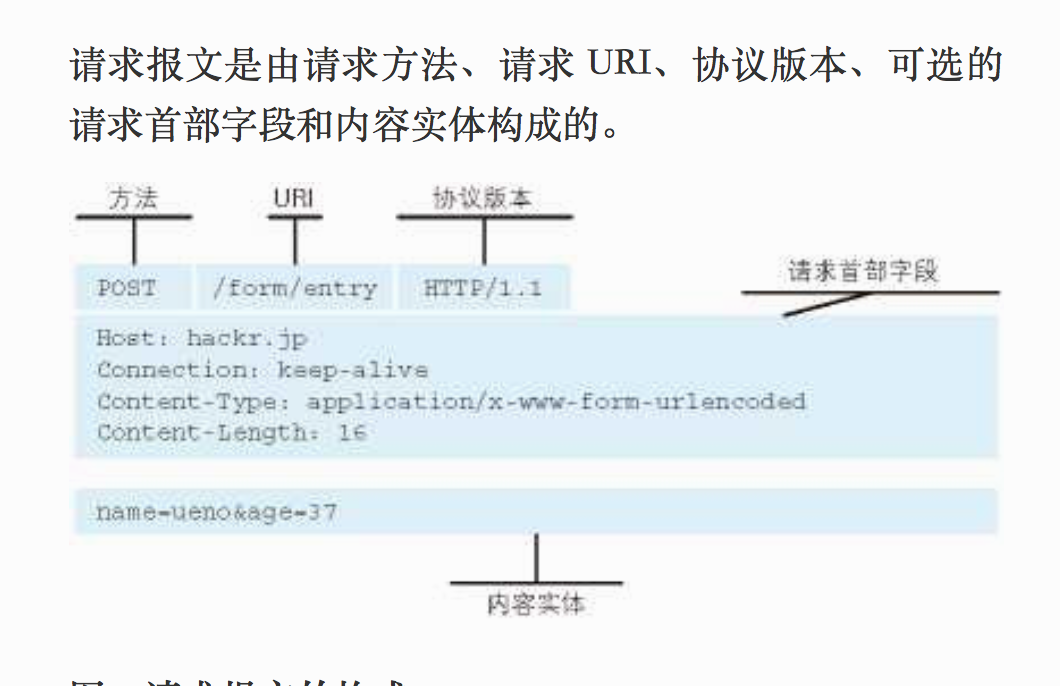 请求报文是由请求方法、请求 URI、协议版本、可选的
请求首部字段和内容实体构成的。
方法 URI 协议版本
请求首部字段
POST /form/entry HTTP/1.1
Host: hackr.jp
Connection: keep-alive
Content-Type: application/x-www-form-urlencoded
Content-Length: 16
name=ueno&age=37
内容实体